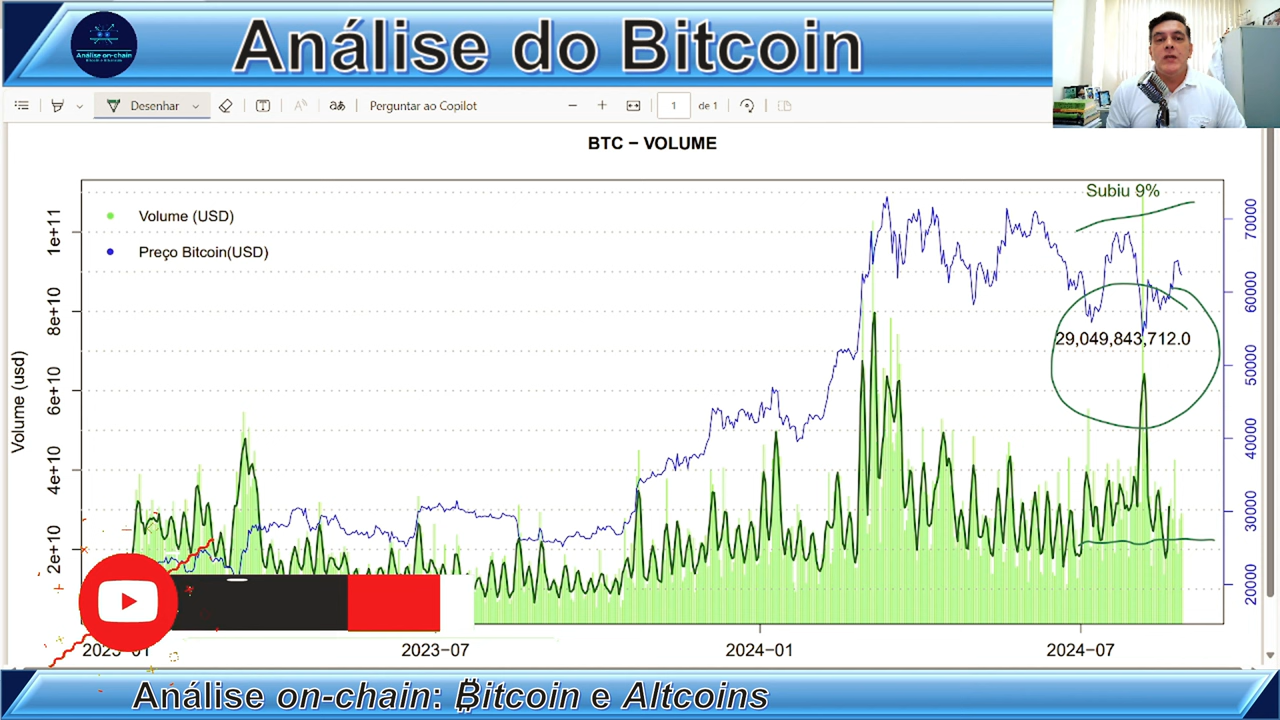 Análise do Bitcoin
Análise on-chain
Desenhar
Perguntar ao Copilot
1 de 1
BTC − VOLUME
Subiu 9%
Volume (USD)
Preço Bitcoin(USD)
29,049,843,712.0
Volume (usd)
1e+11
8e+10
6e+10
4e+10
2e+10
70000
60000
50000
40000
30000
20000
2023−07
2024−01
2024−07
Análise on-chain: ₿itcoin e Altcoins